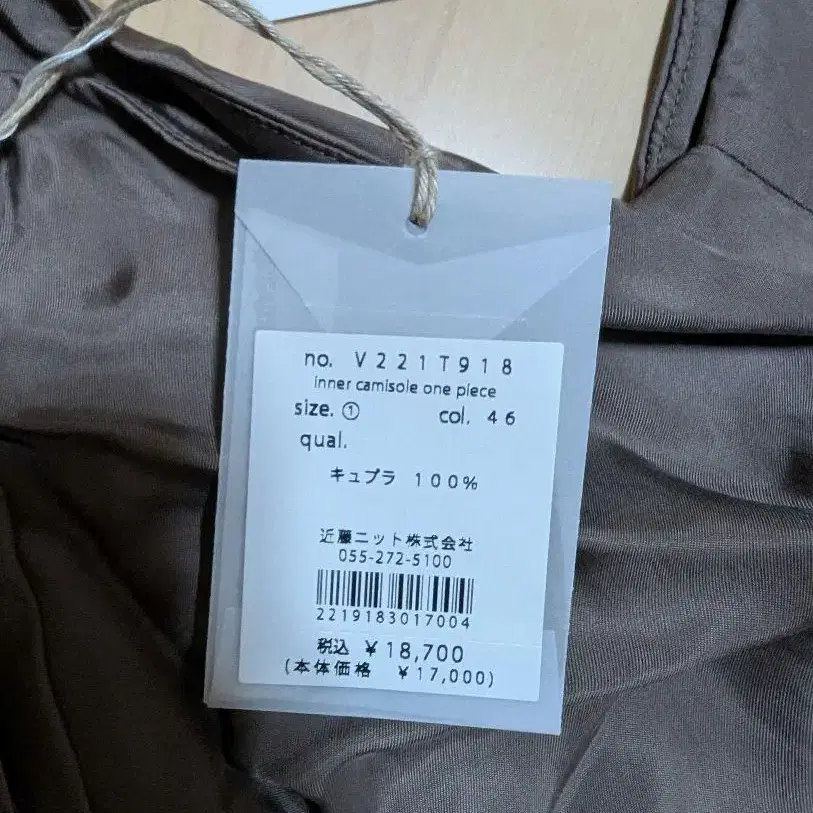 no. V221T918
inner camisole one piece
size. ① col. 46
qual.
キュプラ 100%
近藤ニット株式会社
055-272-5100
2219183017004
税込 ¥18,700
(本体価格 ¥17,000)